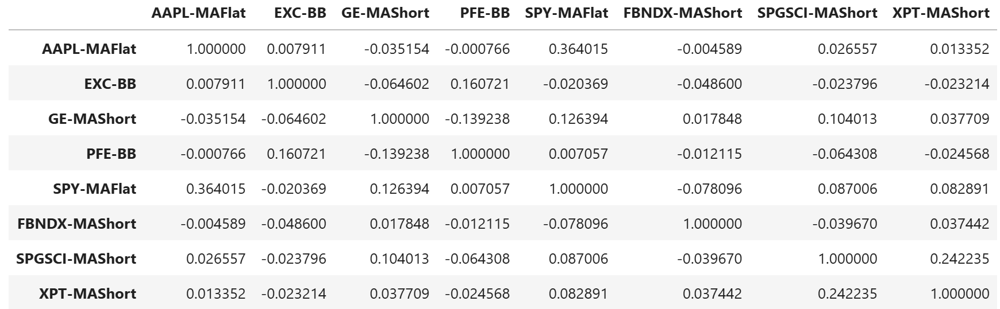 AAPL-MAFlat EXC-BB GE-MAShort PFE-BB SPY-MAFlat FBNDX-MAShort SPGSCI-MAShort XPT-MAShort
AAPL-MAFlat 1.000000 0.007911 -0.035154 -0.000766 0.364015 -0.004589 0.026557 0.013352
EXC-BB 0.007911 1.000000 -0.064602 0.160721 -0.020369 -0.048600 -0.023796 -0.023214
GE-MAShort -0.035154 -0.064602 1.000000 -0.139238 0.126394 0.017848 0.104013 0.037709
PFE-BB -0.000766 0.160721 -0.139238 1.000000 0.007057 -0.012115 -0.064308 -0.024568
SPY-MAFlat 0.364015 -0.020369 0.126394 0.007057 1.000000 -0.078096 0.087006 0.082891
FBNDX-MAShort -0.004589 -0.048600 0.017848 -0.012115 -0.078096 1.000000 -0.039670 0.037442
SPGSCI-MAShort 0.026557 -0.023796 0.104013 -0.064308 0.087006 -0.039670 1.000000 0.242235
XPT-MAShort 0.013352 -0.023214 0.037709 -0.024568 0.082891 0.037442 0.242235 1.000000